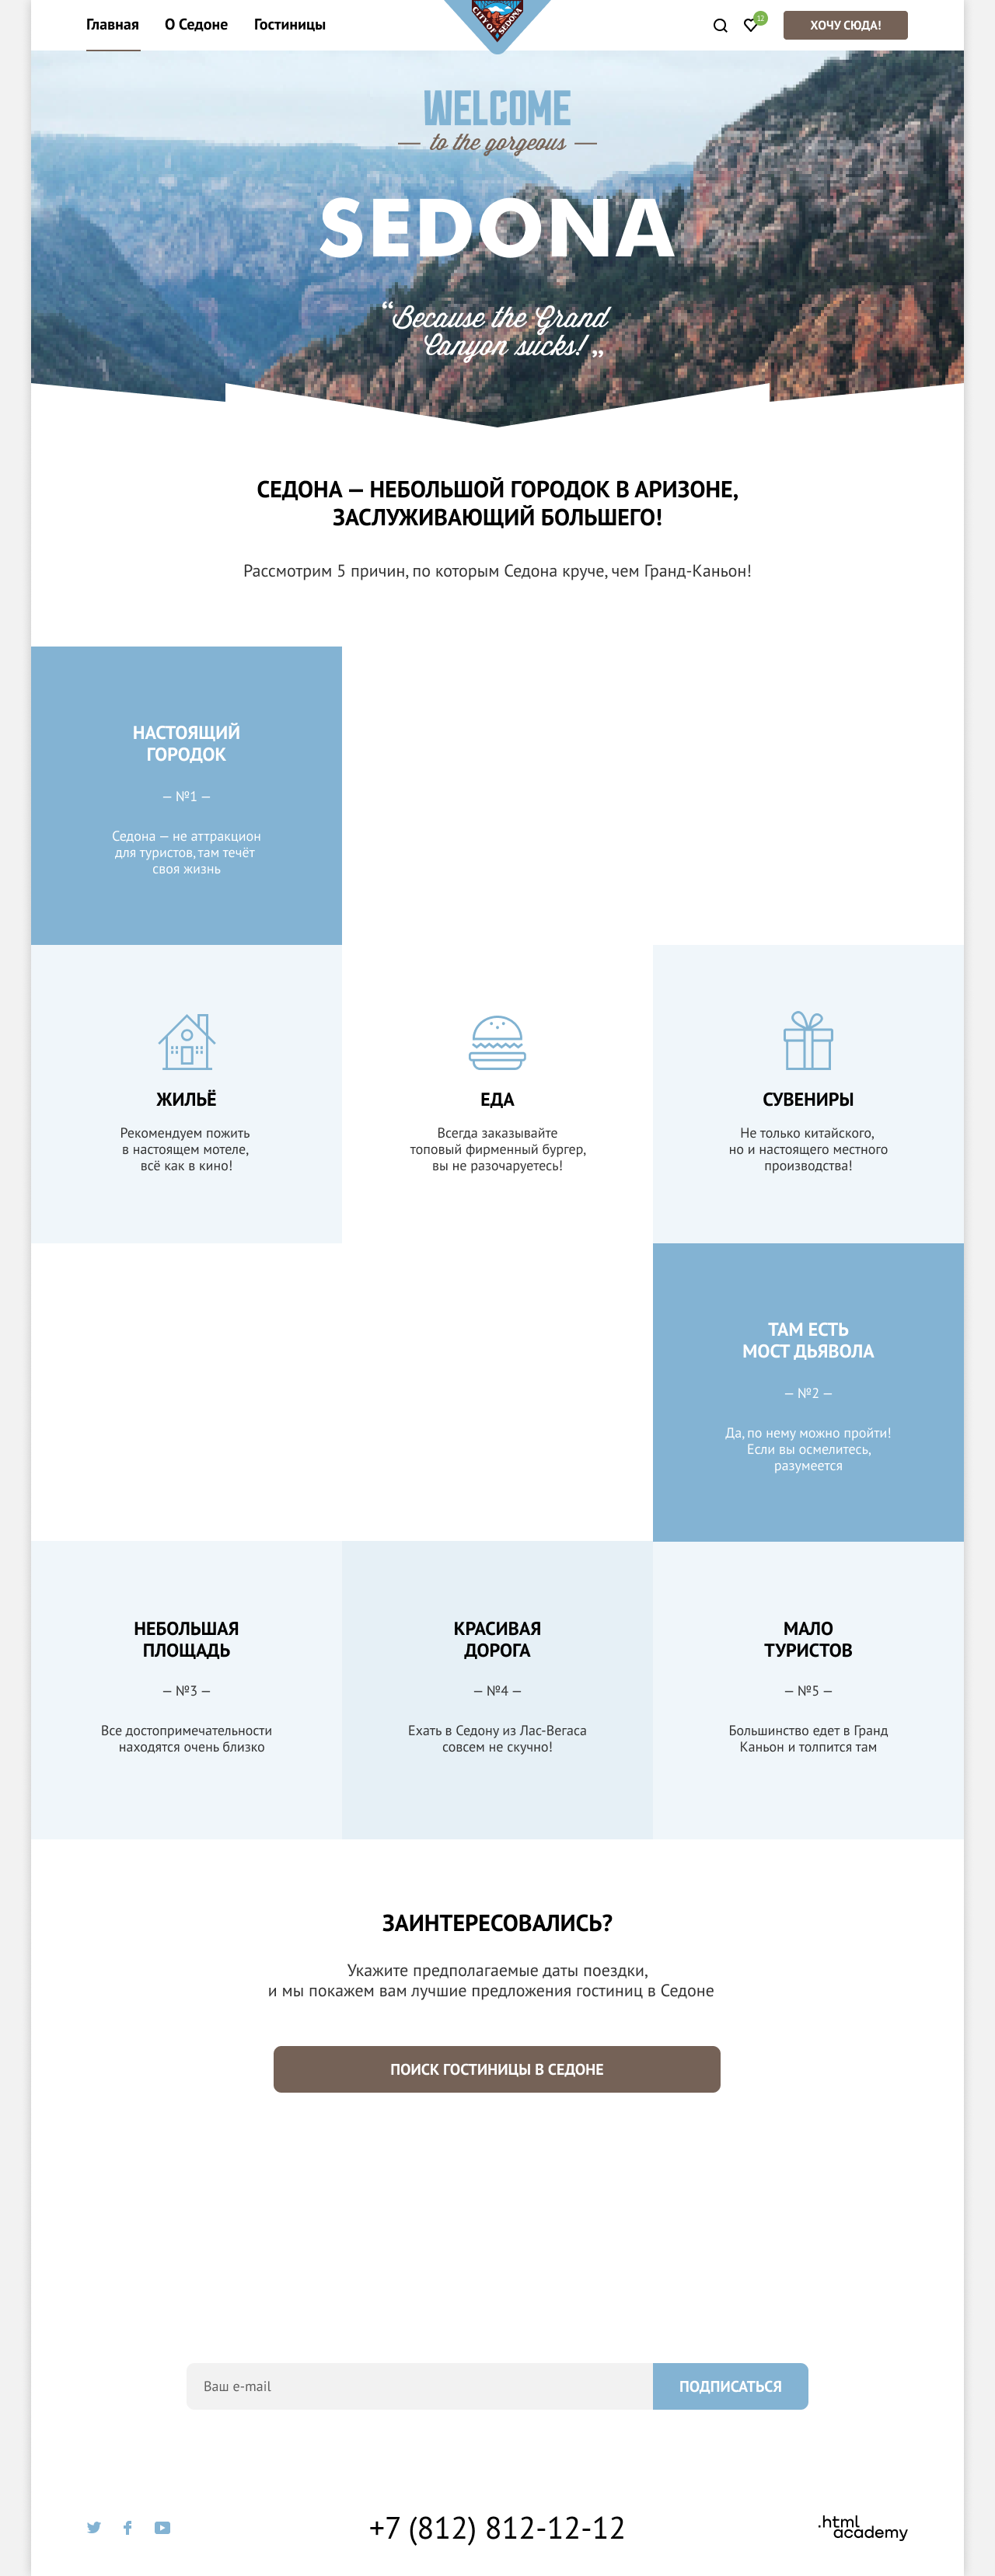 Главная О Седоне Гостиницы
CITY OF SEDONA
12
ХОЧУ СЮДА!
WELCOME
to the gorgeous
SEDONA
“Because the Grand
Canyon sucks!„
СЕДОНА — НЕБОЛЬШОЙ ГОРОДОК В АРИЗОНЕ,
ЗАСЛУЖИВАЮЩИЙ БОЛЬШЕГО!
Рассмотрим 5 причин, по которым Седона круче, чем Гранд-Каньон!
НАСТОЯЩИЙ
ГОРОДОК
— №1 —
Седона — не аттракцион
для туристов, там течёт
своя жизнь
ЖИЛЬЁ
Рекомендуем пожить
в настоящем мотеле,
всё как в кино!
ЕДА
Всегда заказывайте
топовый фирменный бургер,
вы не разочаруетесь!
СУВЕНИРЫ
Не только китайского,
но и настоящего местного
производства!
ТАМ ЕСТЬ
МОСТ ДЬЯВОЛА
— №2 —
Да, по нему можно пройти!
Если вы осмелитесь,
разумеется
НЕБОЛЬШАЯ
ПЛОЩАДЬ
— №3 —
Все достопримечательности
находятся очень близко
КРАСИВАЯ
ДОРОГА
— №4 —
Ехать в Седону из Лас-Вегаса
совсем не скучно!
МАЛО
ТУРИСТОВ
— №5 —
Большинство едет в Гранд
Каньон и толпится там
ЗАИНТЕРЕСОВАЛИСЬ?
Укажите предполагаемые даты поездки,
и мы покажем вам лучшие предложения гостиниц в Седоне
ПОИСК ГОСТИНИЦЫ В СЕДОНЕ
Ваш e-mail
ПОДПИСАТЬСЯ
+7 (812) 812-12-12
.html
academy